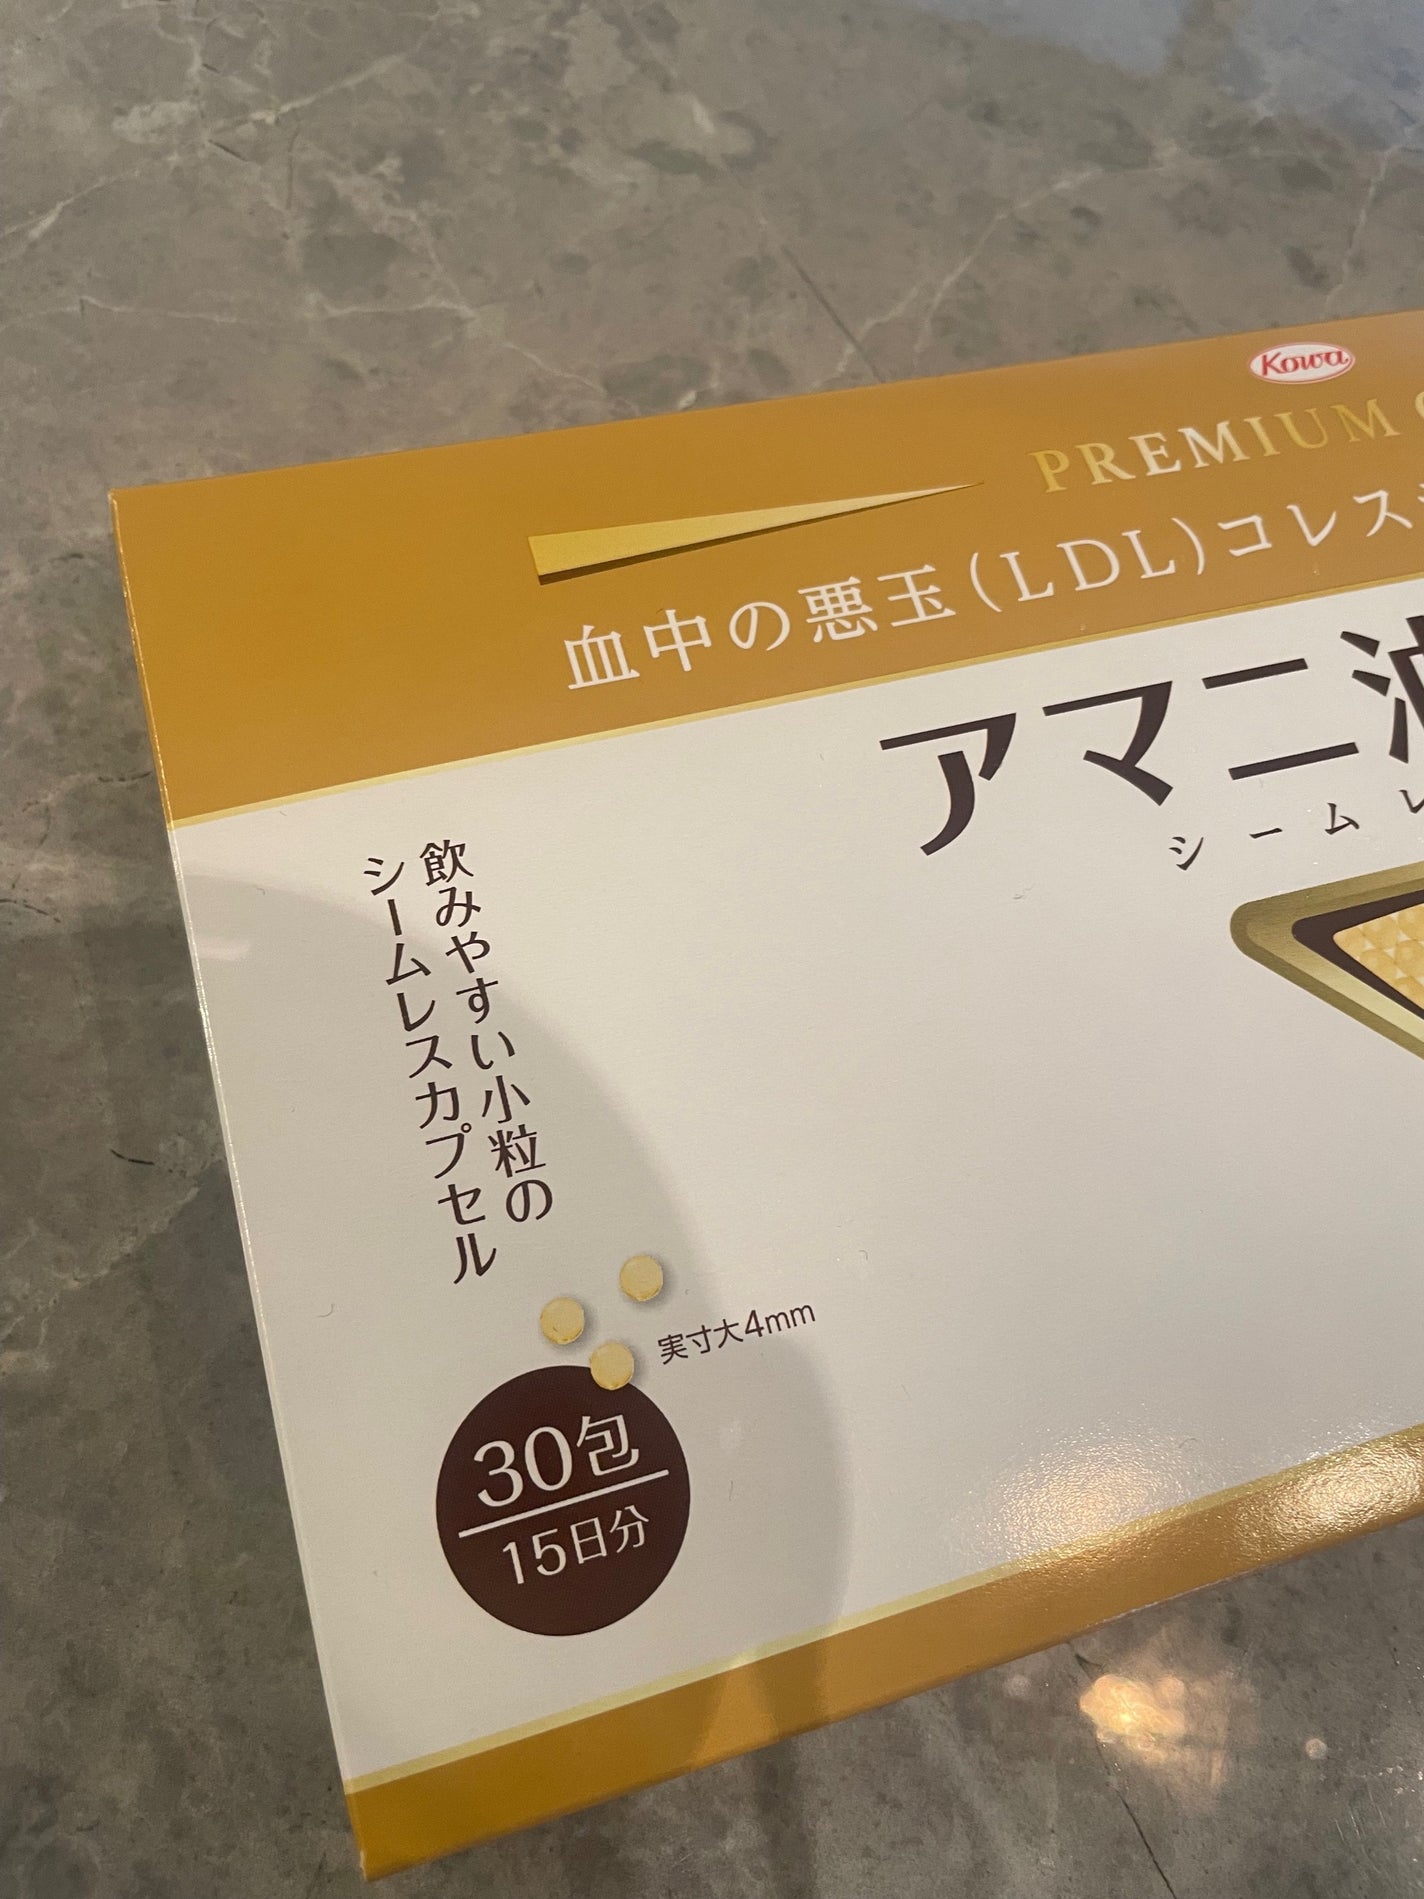 Kowa
PREMIUM
血中の悪玉(LDL)コレス
アマニ油
シームレ
飲みやすい小粒の
シームレスカプセル
実寸大4mm
30包
15日分